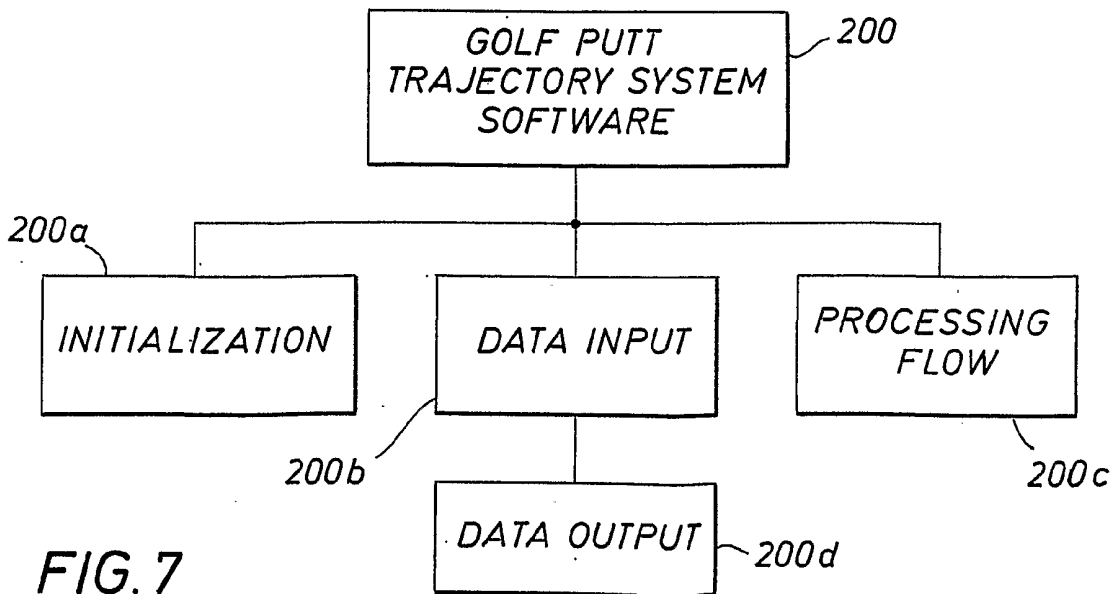 GOLF PUTT
TRAJECTORY SYSTEM
SOFTWARE
200
200a
INITIALIZATION
DATA INPUT
PROCESSING
FLOW
200b
200c
DATA OUTPUT
200d
FIG. 7